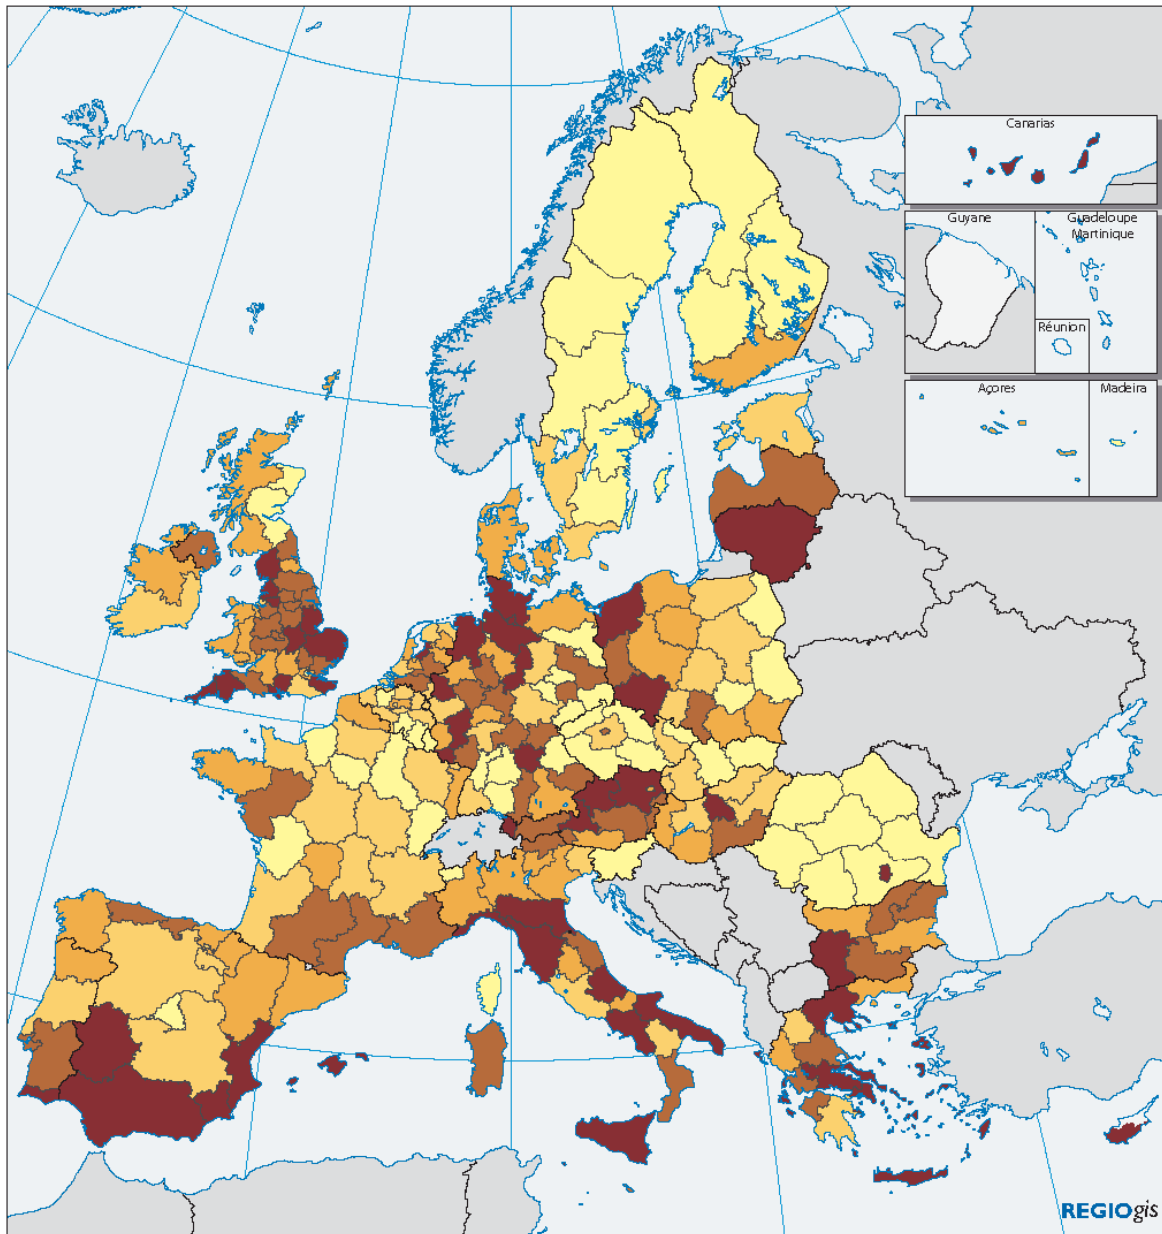 Canarias
Guyane
Guadeloupe
Martinique
Réunion
Açores
Madeira
REGIOgis